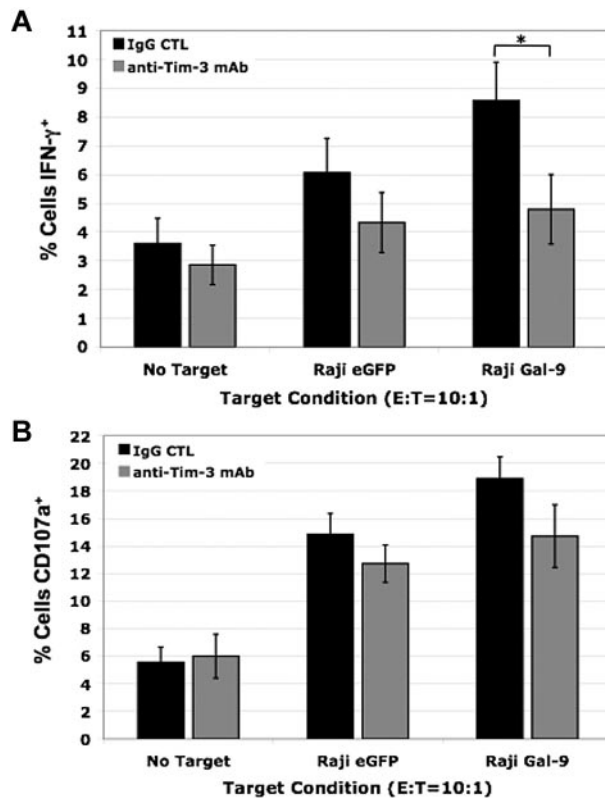 A
IgG CTL
anti-Tim-3 mAb
*
11
10
9
8
7
6
5
4
3
2
1
0
% Cells IFN-γ⁺
No Target Raji eGFP Raji Gal-9
Target Condition (E:T=10:1)
B
IgG CTL
anti-Tim-3 mAb
22
20
18
16
14
12
10
8
6
4
2
0
% Cells CD107a⁺
No Target Raji eGFP Raji Gal-9
Target Condition (E:T=10:1)